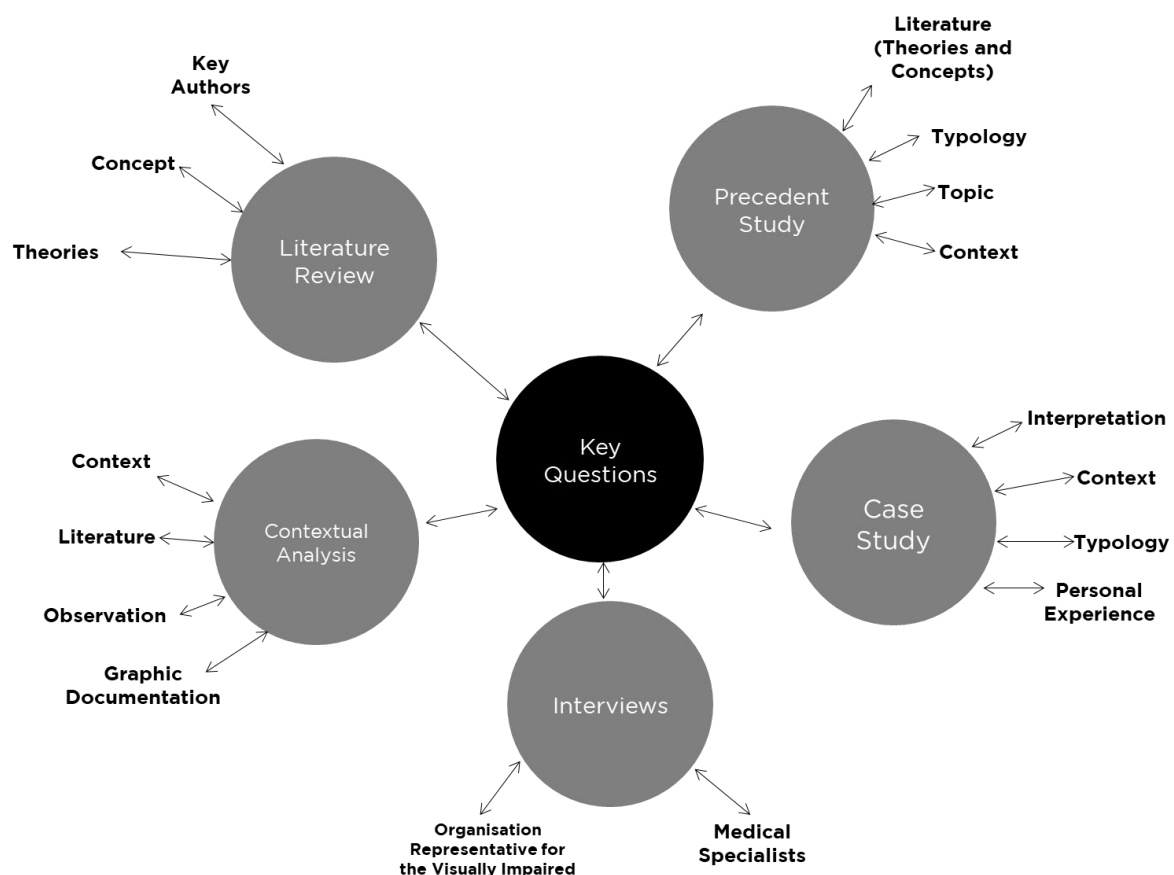 Key
Authors
Concept
Theories
Literature
Review
Literature
(Theories and
Concepts)
Typology
Topic
Context
Precedent
Study
Key
Questions
Context
Literature
Observation
Graphic
Documentation
Contextual
Analysis
Interpretation
Context
Typology
Personal
Experience
Case
Study
Interviews
Organisation
Representative for
the Visually Impaired
Medical
Specialists